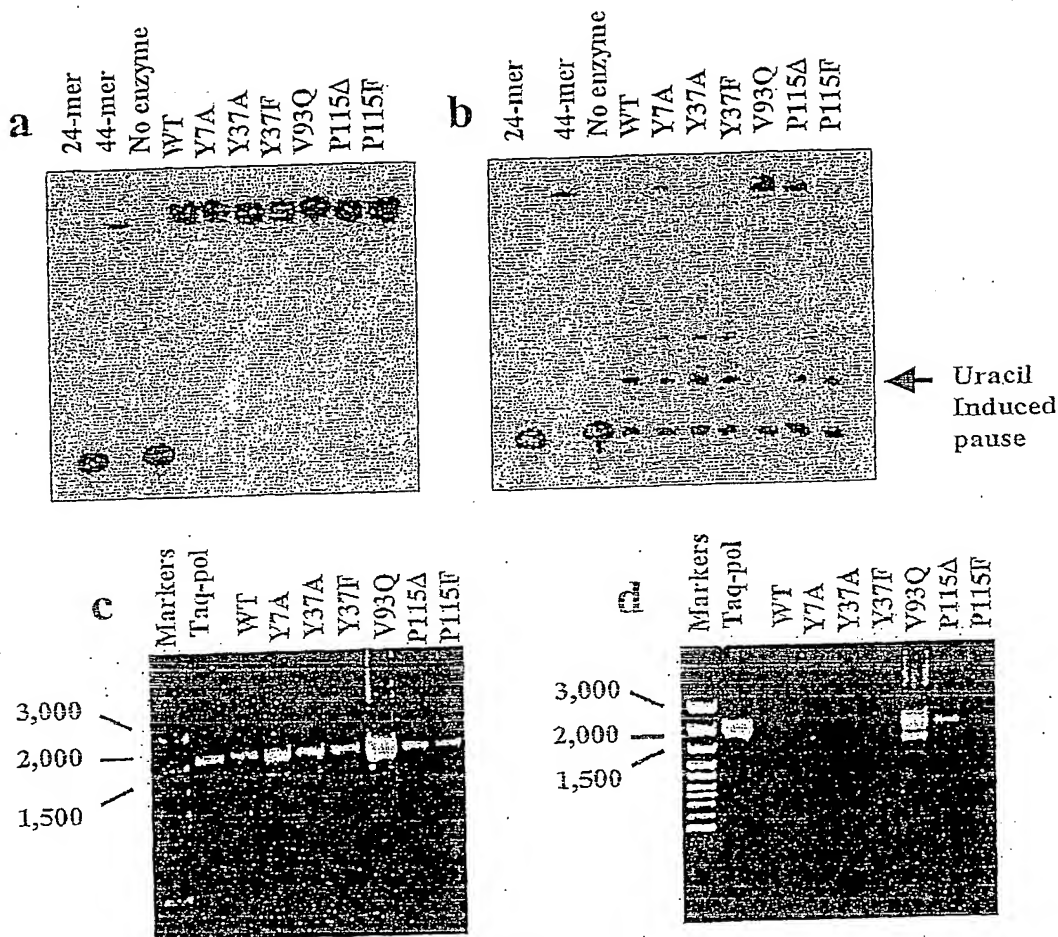 a
24-mer
44-mer
No enzyme
WT
Y7A
Y37A
Y37F
V93Q
P115Δ
P115F
b
24-mer
44-mer
No enzyme
WT
Y7A
Y37A
Y37F
V93Q
P115Δ
P115F
Uracil
Induced
pause
c
Markers
Taq-pol
WT
Y7A
Y37A
Y37F
V93Q
P115Δ
P115F
3,000
2,000
1,500
Markers
Taq-pol
WT
Y7A
Y37A
Y37F
V93Q
P115Δ
P115F
3,000
2,000
1,500